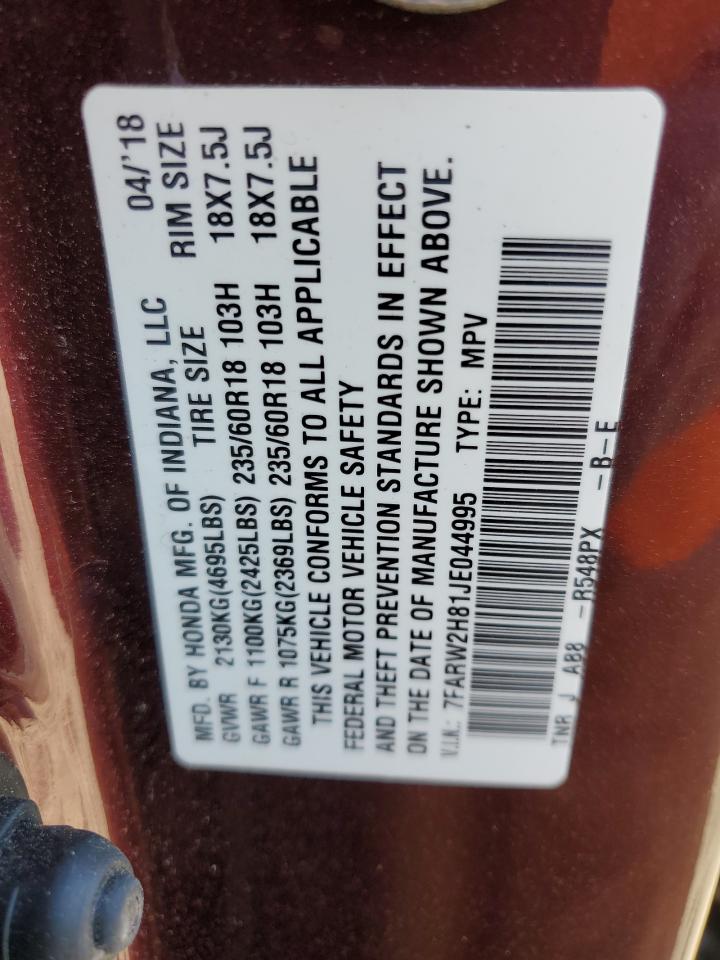 MFD. BY HONDA MFG. OF INDIANA, LLC 04/'18
GVWR 2130KG(4695LBS) TIRE SIZE RIM SIZE
GAWR F 1100KG(2425LBS) 235/60R18 103H 18X7.5J
GAWR R 1075KG(2369LBS) 235/60R18 103H 18X7.5J
THIS VEHICLE CONFORMS TO ALL APPLICABLE
FEDERAL MOTOR VEHICLE SAFETY
AND THEFT PREVENTION STANDARDS IN EFFECT
ON THE DATE OF MANUFACTURE SHOWN ABOVE.
V.I.N.: 7FARW2H81JE044995 TYPE: MPV
TNR J A88 -R548PX -B-E